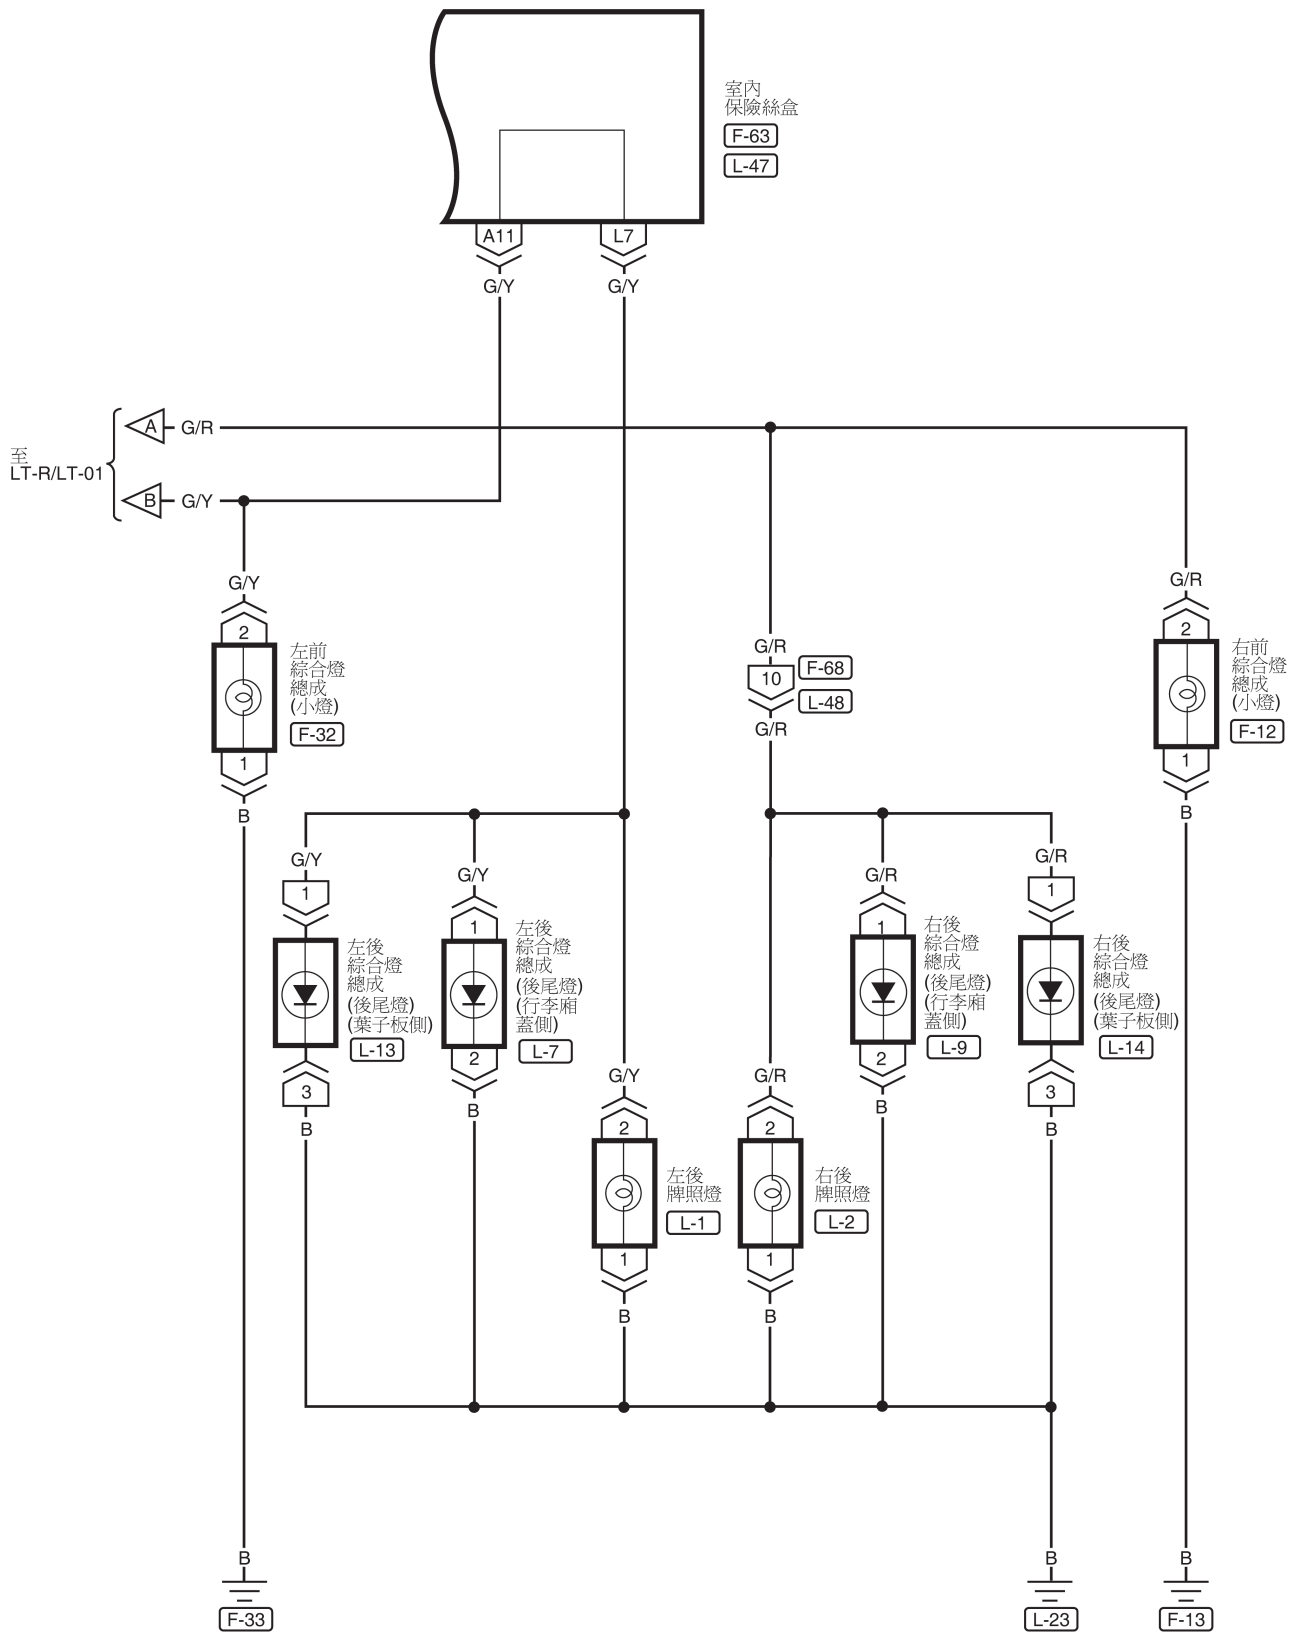 室內
保險絲盒
F-63
L-47
A11
L7
G/Y
G/Y
A
G/R
至
LT-R/LT-01
B
G/Y
G/Y
G/R
2
2
左前
綜合燈
總成
(小燈)
F-32
右前
綜合燈
總成
(小燈)
F-12
G/R
10
F-68
L-48
G/R
1
1
B
B
G/Y
G/Y
G/R
G/R
1
1
1
1
左後
綜合燈
總成
(後尾燈)
(葉子板側)
L-13
左後
綜合燈
總成
(後尾燈)
(行李廂
蓋側)
L-7
右後
綜合燈
總成
(後尾燈)
(行李廂
蓋側)
L-9
右後
綜合燈
總成
(後尾燈)
(葉子板側)
L-14
3
2
2
3
B
B
B
B
G/Y
G/R
2
2
左後
牌照燈
L-1
右後
牌照燈
L-2
1
1
B
B
B
B
B
F-33
L-23
F-13